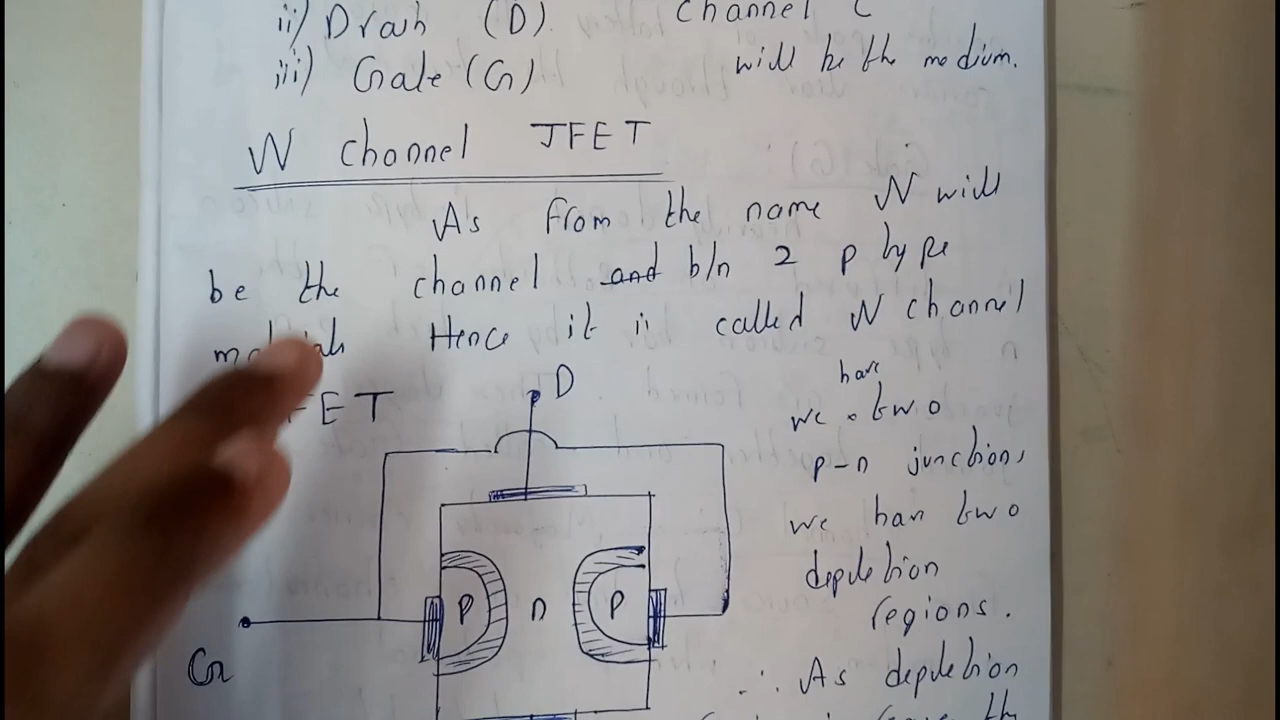 ii) Drain (D).
channel
iii) Gate (G)
will be the medium.
N channel JFET
As from the name N will
be the channel and b/n 2 p type
materials Hence it is called N channel
FET
D
have
we two
p-n junctions
we have two
depletion
regions.
P n P
G
∴ As depletion
the